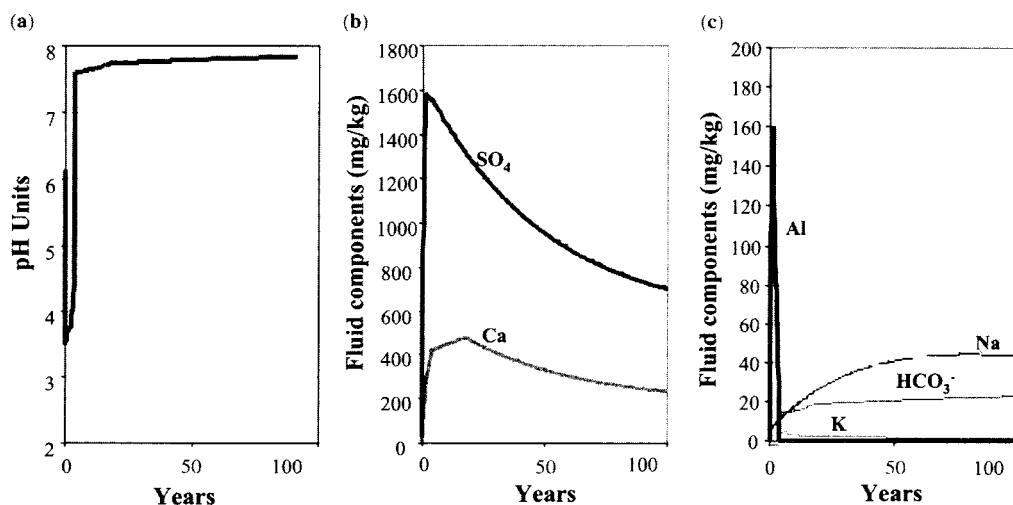 (a)
8
7
6
5
4
3
2
pH Units
0 50 100
Years
(b)
1800
1600
1400
1200
1000
800
600
400
200
0
Fluid components (mg/kg)
SO₄
Ca
0 50 100
Years
(c)
200
180
160
140
120
100
80
60
40
20
0
Fluid components (mg/kg)
Al
Na
HCO₃⁻
K
0 50 100
Years